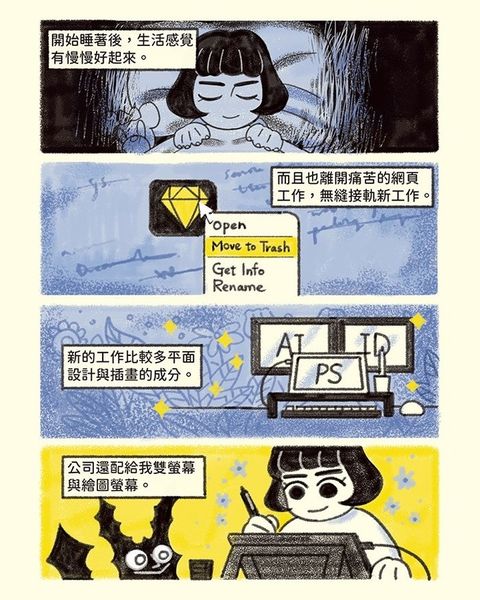 開始睡著後，生活感覺
有慢慢好起來。
而且也離開痛苦的網頁
工作，無縫接軌新工作。
Open
Move to Trash
Get Info
Rename
新的工作比較多平面
設計與插畫的成分。
AI
ID
PS
公司還配給我雙螢幕
與繪圖螢幕。